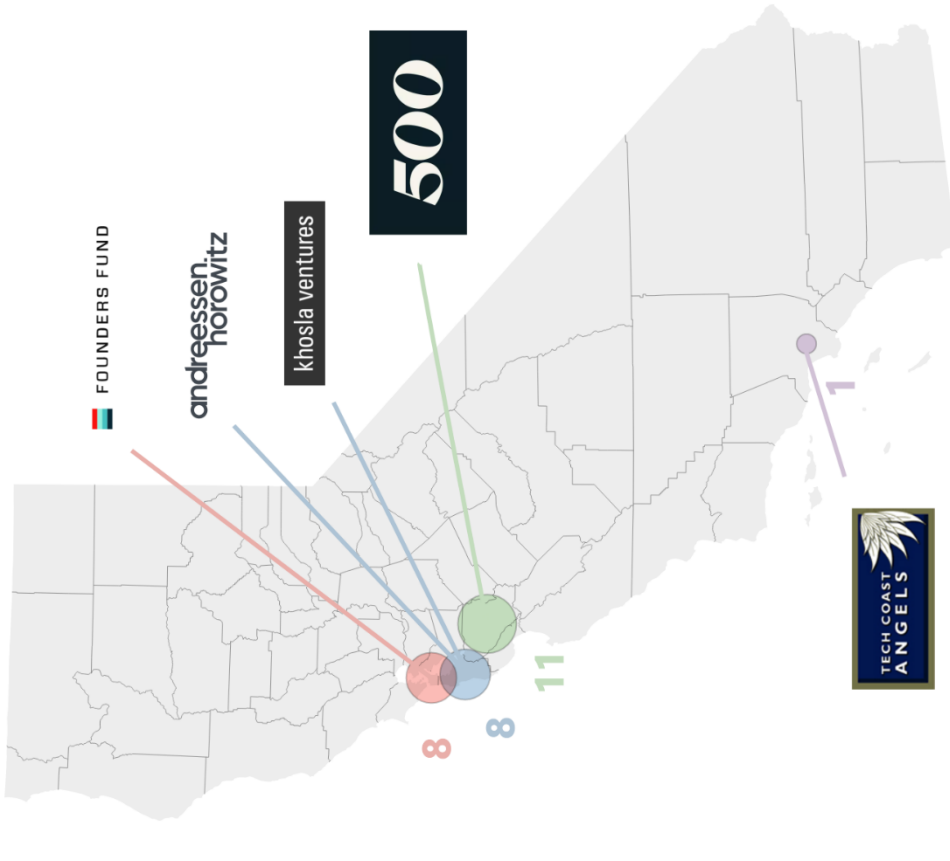 FOUNDERS FUND
andreessen.
horowitz
khosla ventures
500
8
8
11
1
TECH COAST
ANGELS